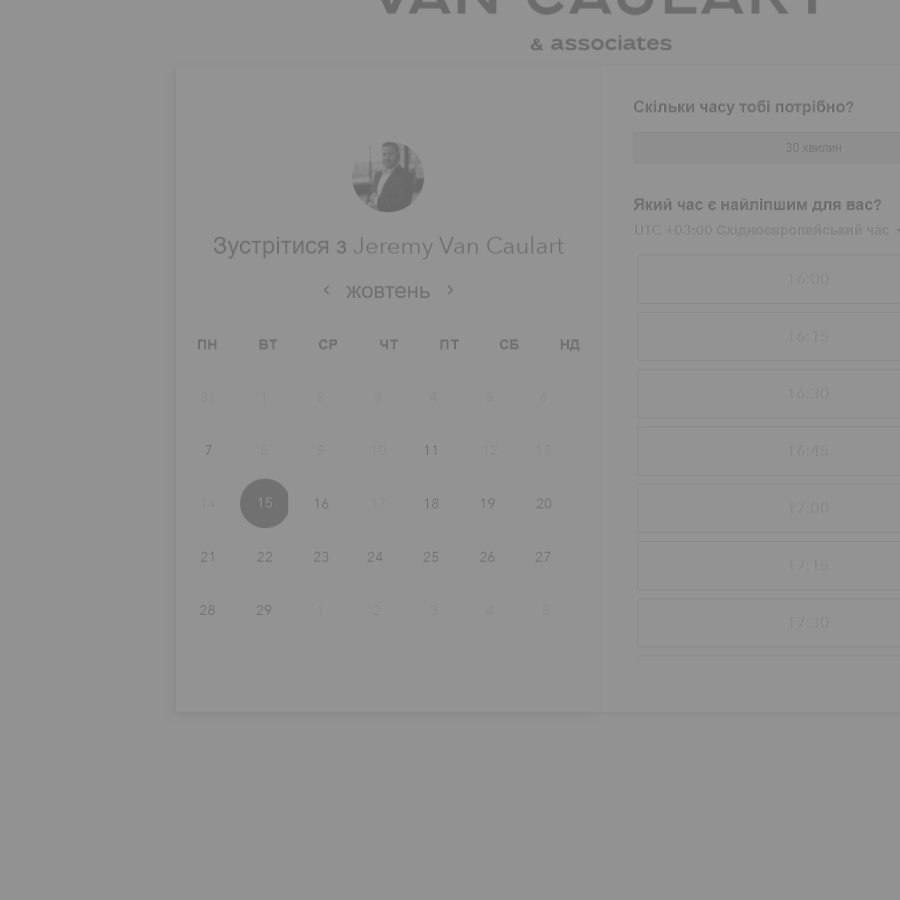 VAN CAULART
& associates
Зустрітися з Jeremy Van Caulart
жовтень
ПН ВТ СР ЧТ ПТ СБ НД
31 1 2 3 4 5 6
7 8 9 10 11 12 13
14 15 16 17 18 19 20
21 22 23 24 25 26 27
28 29 1 2 3 4 5
Скільки часу тобі потрібно?
30 хвилин
Який час є найліпшим для вас?
UTC +03:00 Східноєвропейський час
16:00
16:15
16:30
16:45
17:00
17:15
17:30